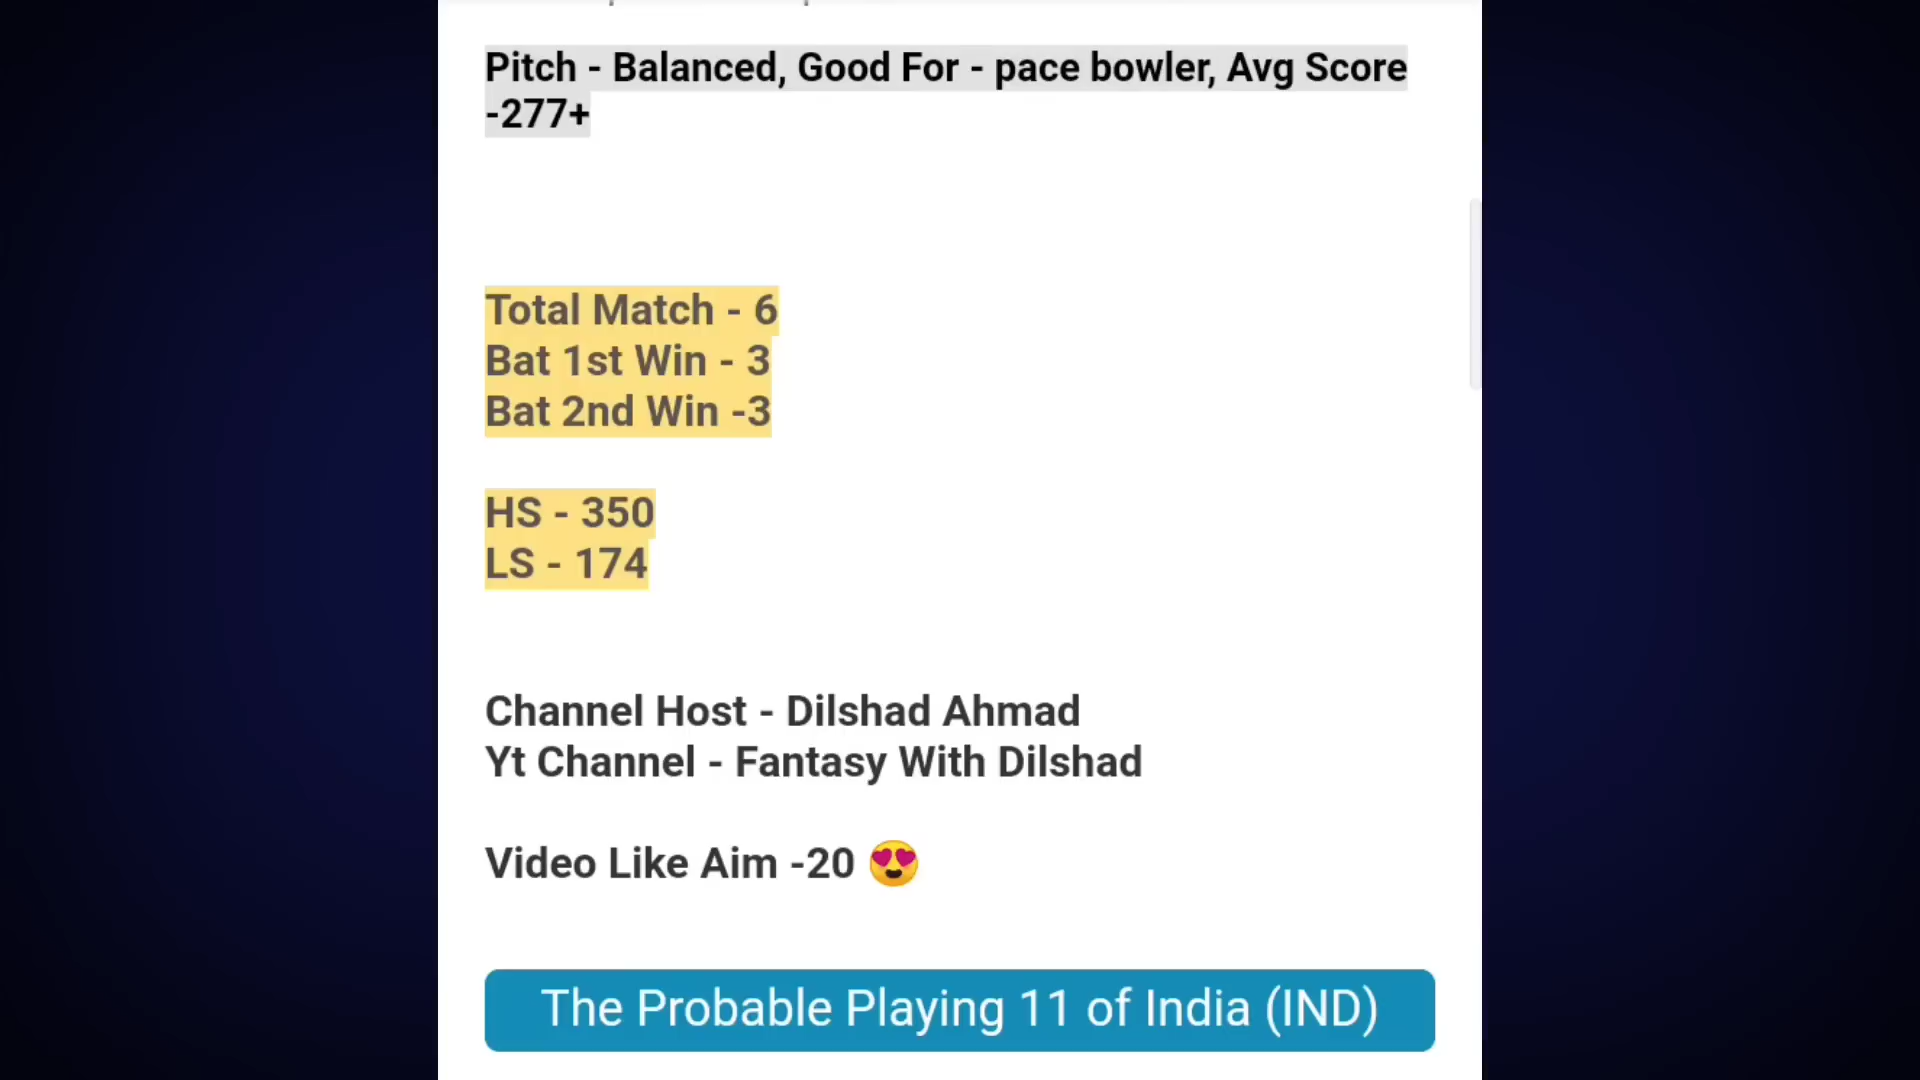 Pitch - Balanced, Good For - pace bowler, Avg Score
-277+
Total Match - 6
Bat 1st Win - 3
Bat 2nd Win -3
HS - 350
LS - 174
Channel Host - Dilshad Ahmad
Yt Channel - Fantasy With Dilshad
Video Like Aim -20 😍
The Probable Playing 11 of India (IND)